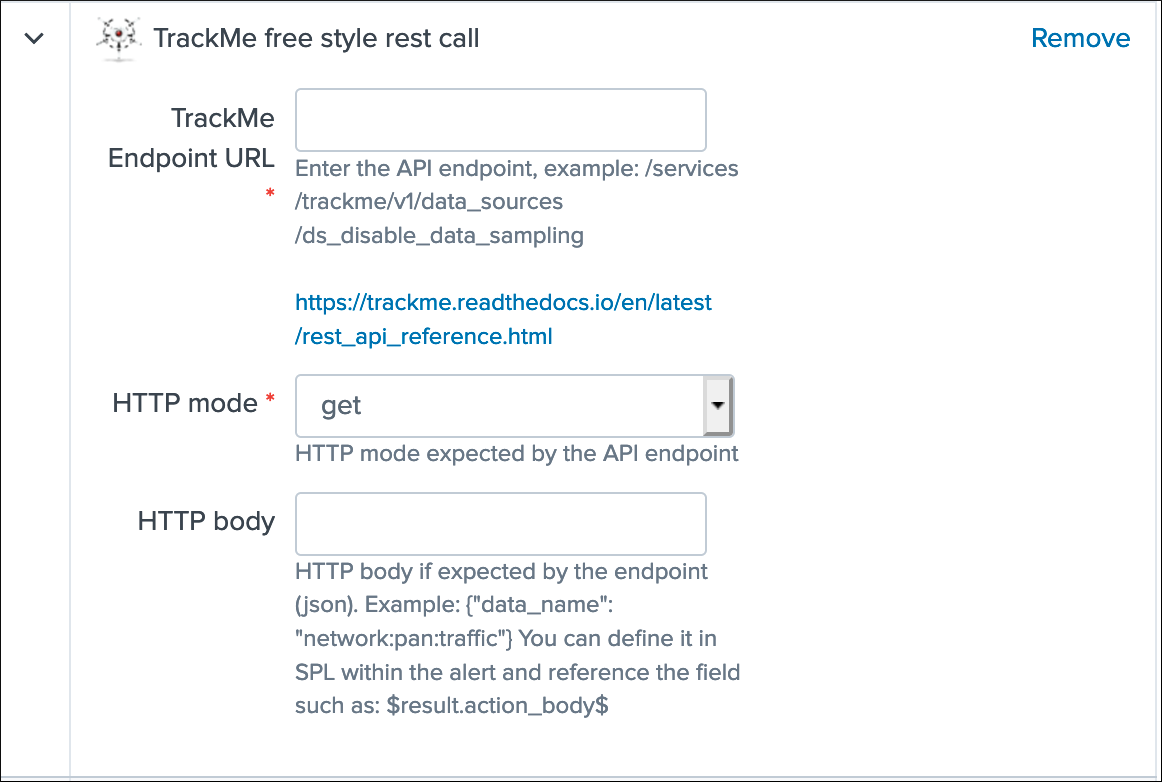 TrackMe free style rest call
Remove
TrackMe
Endpoint URL
*
Enter the API endpoint, example: /services
/trackme/v1/data_sources
/ds_disable_data_sampling
https://trackme.readthedocs.io/en/latest
/rest_api_reference.html
HTTP mode *
get
HTTP mode expected by the API endpoint
HTTP body
HTTP body if expected by the endpoint
(json). Example: {"data_name":
"network:pan:traffic"} You can define it in
SPL within the alert and reference the field
such as: $result.action_body$